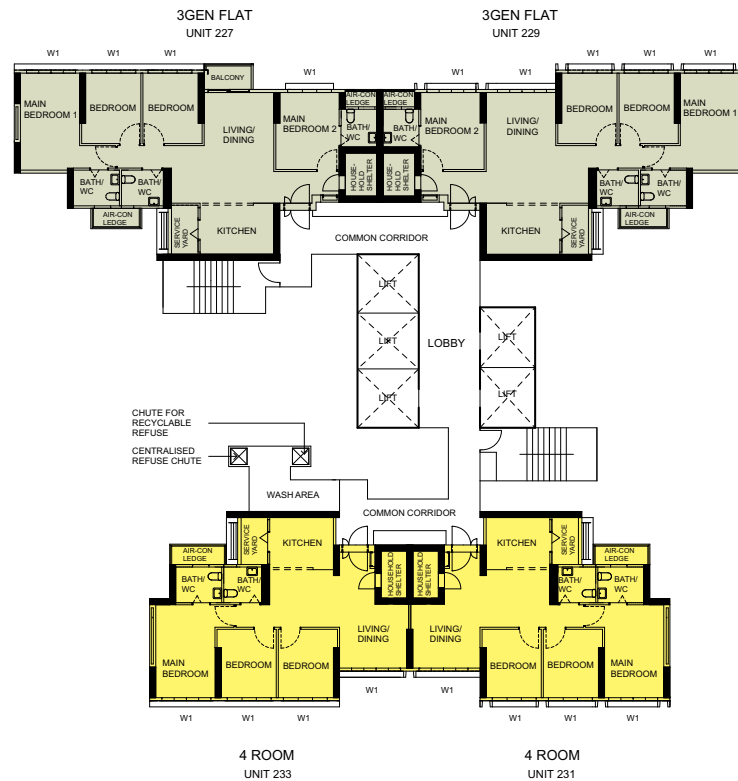 3GEN FLAT
UNIT 227
3GEN FLAT
UNIT 229
W1
W1
W1
W1
W1
W1
W1
W1
W1
BALCONY
MAIN
BEDROOM 1
BEDROOM
BEDROOM
LIVING/
DINING
MAIN
BEDROOM 2
AIR-CON
LEDGE
BATH/
WC
AIR-CON
LEDGE
BATH/
WC
MAIN
BEDROOM 2
LIVING/
DINING
BEDROOM
BEDROOM
MAIN
BEDROOM 1
BATH/
WC
BATH/
WC
AIR-CON
LEDGE
HOUSE-
HOLD
SHELTER
HOUSE-
HOLD
SHELTER
BATH/
WC
BATH/
WC
AIR-CON
LEDGE
SERVICE
YARD
KITCHEN
KITCHEN
SERVICE
YARD
COMMON CORRIDOR
LIFT
LIFT
LIFT
LOBBY
LIFT
LIFT
CHUTE FOR
RECYCLABLE
REFUSE
CENTRALISED
REFUSE CHUTE
WASH AREA
COMMON CORRIDOR
AIR-CON
LEDGE
SERVICE
YARD
KITCHEN
HOUSEHOLD
SHELTER
HOUSEHOLD
SHELTER
KITCHEN
SERVICE
YARD
AIR-CON
LEDGE
BATH/
WC
BATH/
WC
BATH/
WC
BATH/
WC
MAIN
BEDROOM
BEDROOM
BEDROOM
LIVING/
DINING
LIVING/
DINING
BEDROOM
BEDROOM
MAIN
BEDROOM
W1
W1
W1
W1
W1
W1
W1
W1
4 ROOM
UNIT 233
4 ROOM
UNIT 231